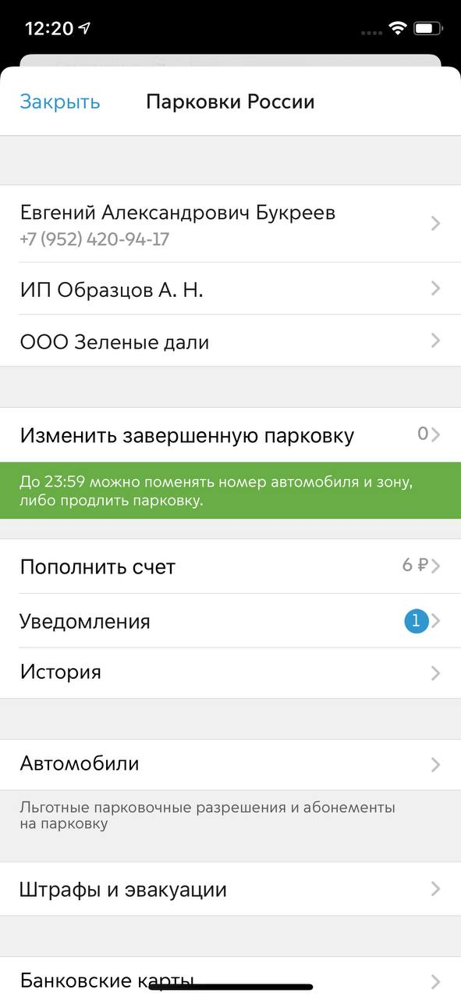 12:20
Закрыть
Парковки России
Евгений Александрович Букреев
+7 (952) 420-94-17
ИП Образцов А. Н.
ООО Зеленые дали
Изменить завершенную парковку 0
До 23:59 можно поменять номер автомобиля и зону,
либо продлить парковку.
Пополнить счет 6 ₽
Уведомления 1
История
Автомобили
Льготные парковочные разрешения и абонементы
на парковку
Штрафы и эвакуации
Банковские карты